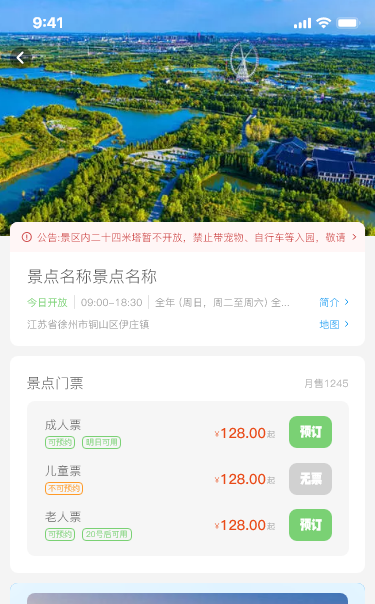 9:41
公告:景区内二十四米塔暂不开放，禁止带宠物、自行车等入园，敬请
景点名称景点名称
今日开放 09:00-18:30 全年 (周日，周二至周六) 全... 简介
江苏省徐州市铜山区伊庄镇 地图
景点门票 月售1245
成人票
可预约 明日可用 ¥128.00起 预订
儿童票
不可预约 ¥128.00起 无票
老人票
可预约 20号后可用 ¥128.00起 预订